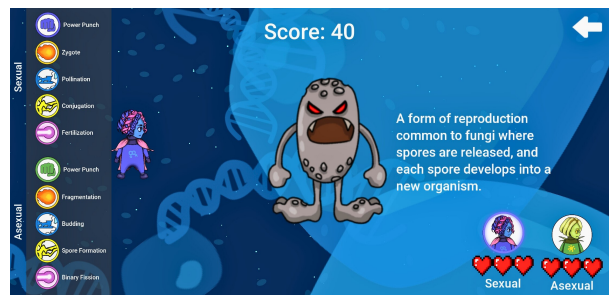 Score: 40
Sexual
Power Punch
Zygote
Pollination
Conjugation
Fertilization
Asexual
Power Punch
Fragmentation
Budding
Spore Formation
Binary Fission
A form of reproduction
common to fungi where
spores are released, and
each spore develops into a
new organism.
Sexual
Asexual